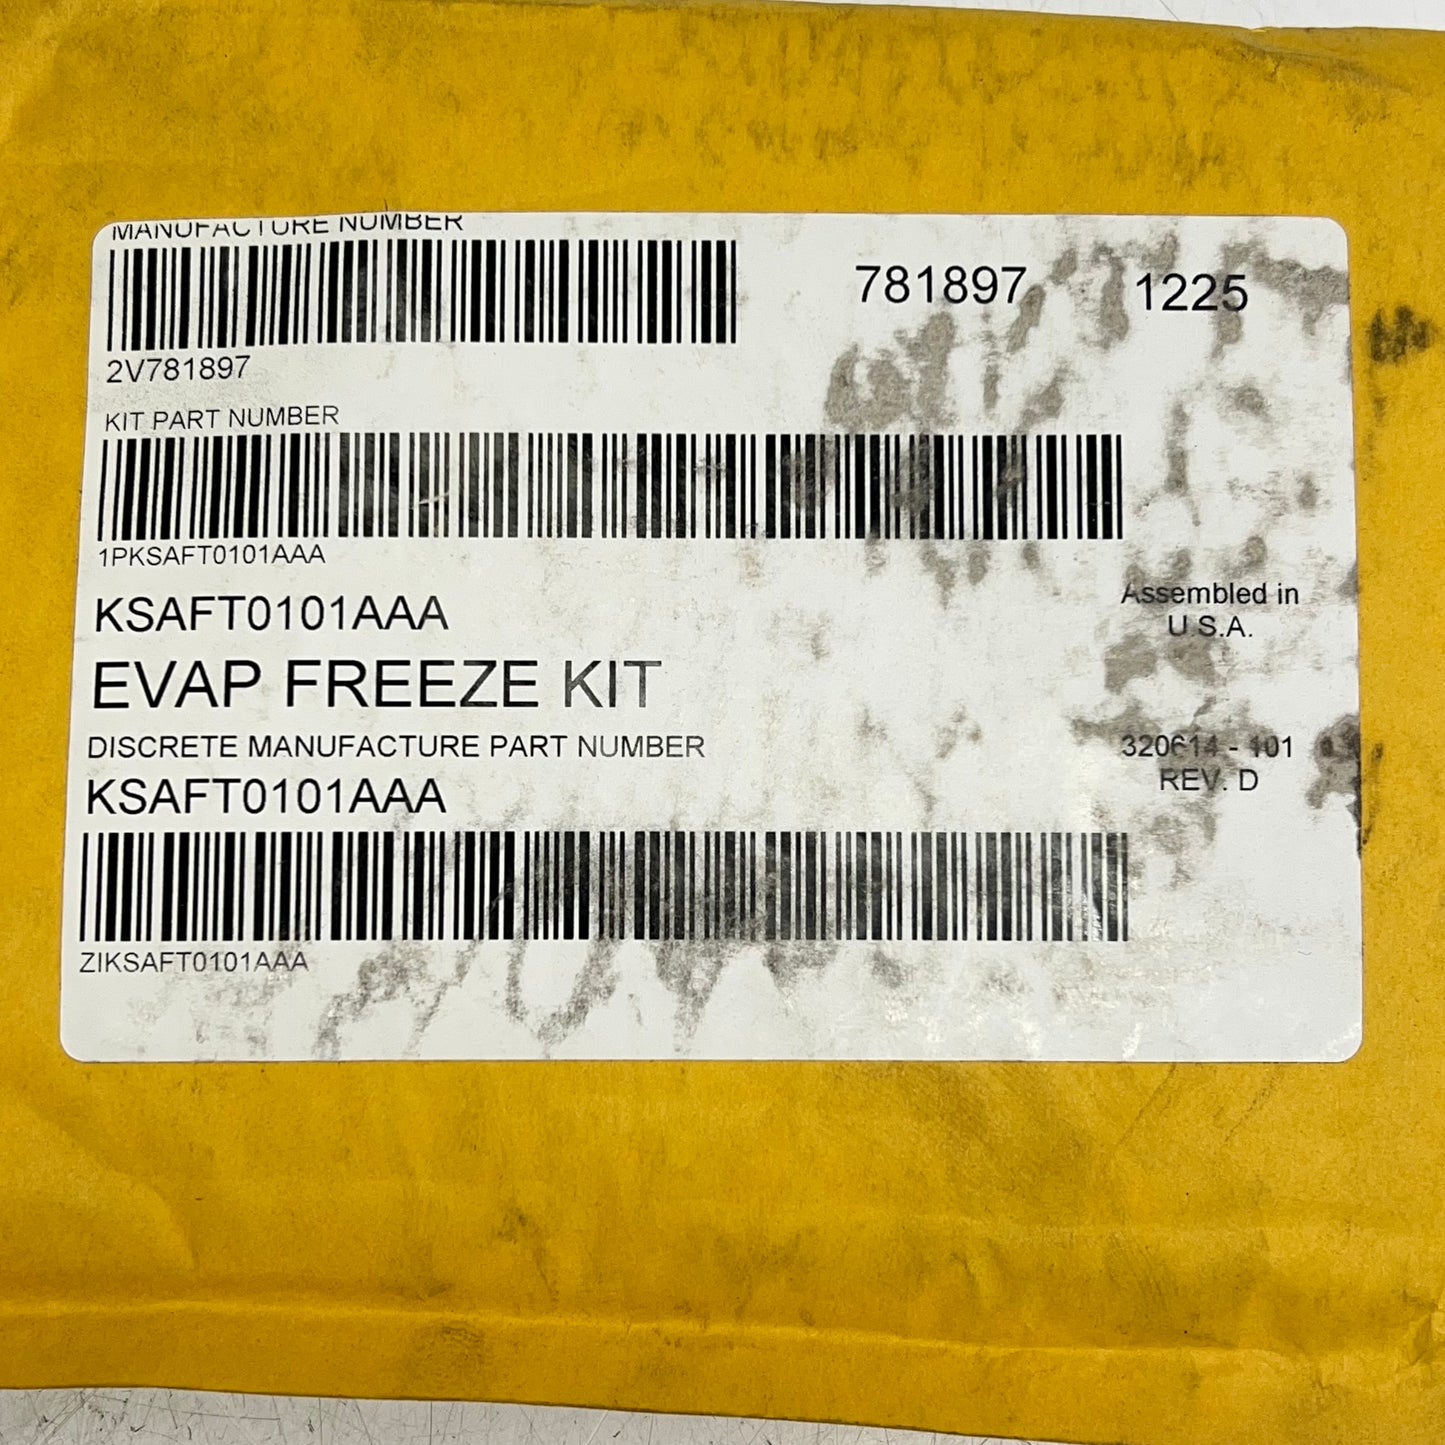 MANUFACTURE NUMBER
781897 1225
2V781897
KIT PART NUMBER
1PKSAFT0101AAA
KSAFT0101AAA
Assembled in
U.S.A.
EVAP FREEZE KIT
DISCRETE MANUFACTURE PART NUMBER
320614 - 101
REV. D
KSAFT0101AAA
ZIKSAFT0101AAA